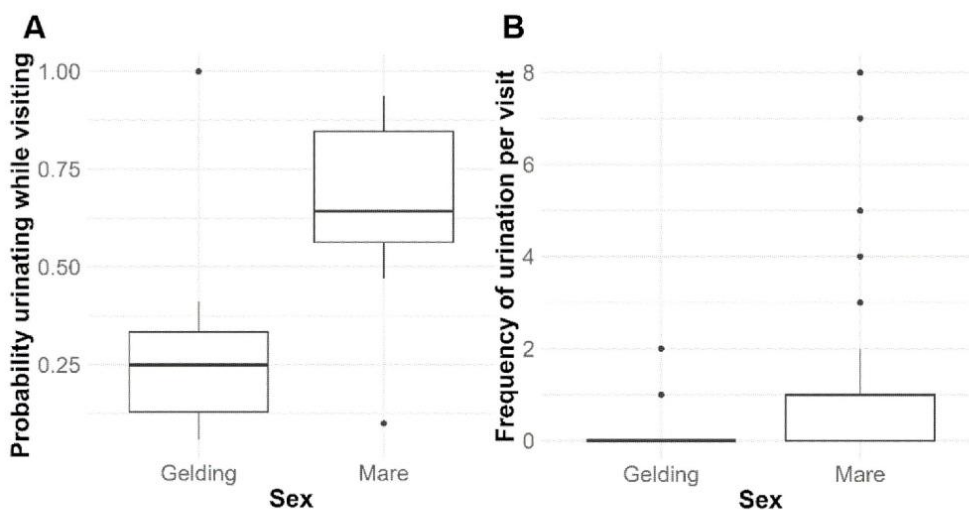 A
Probability urinating while visiting
1.00
0.75
0.50
0.25
Gelding Mare
Sex
B
Frequency of urination per visit
8
6
4
2
0
Gelding Mare
Sex